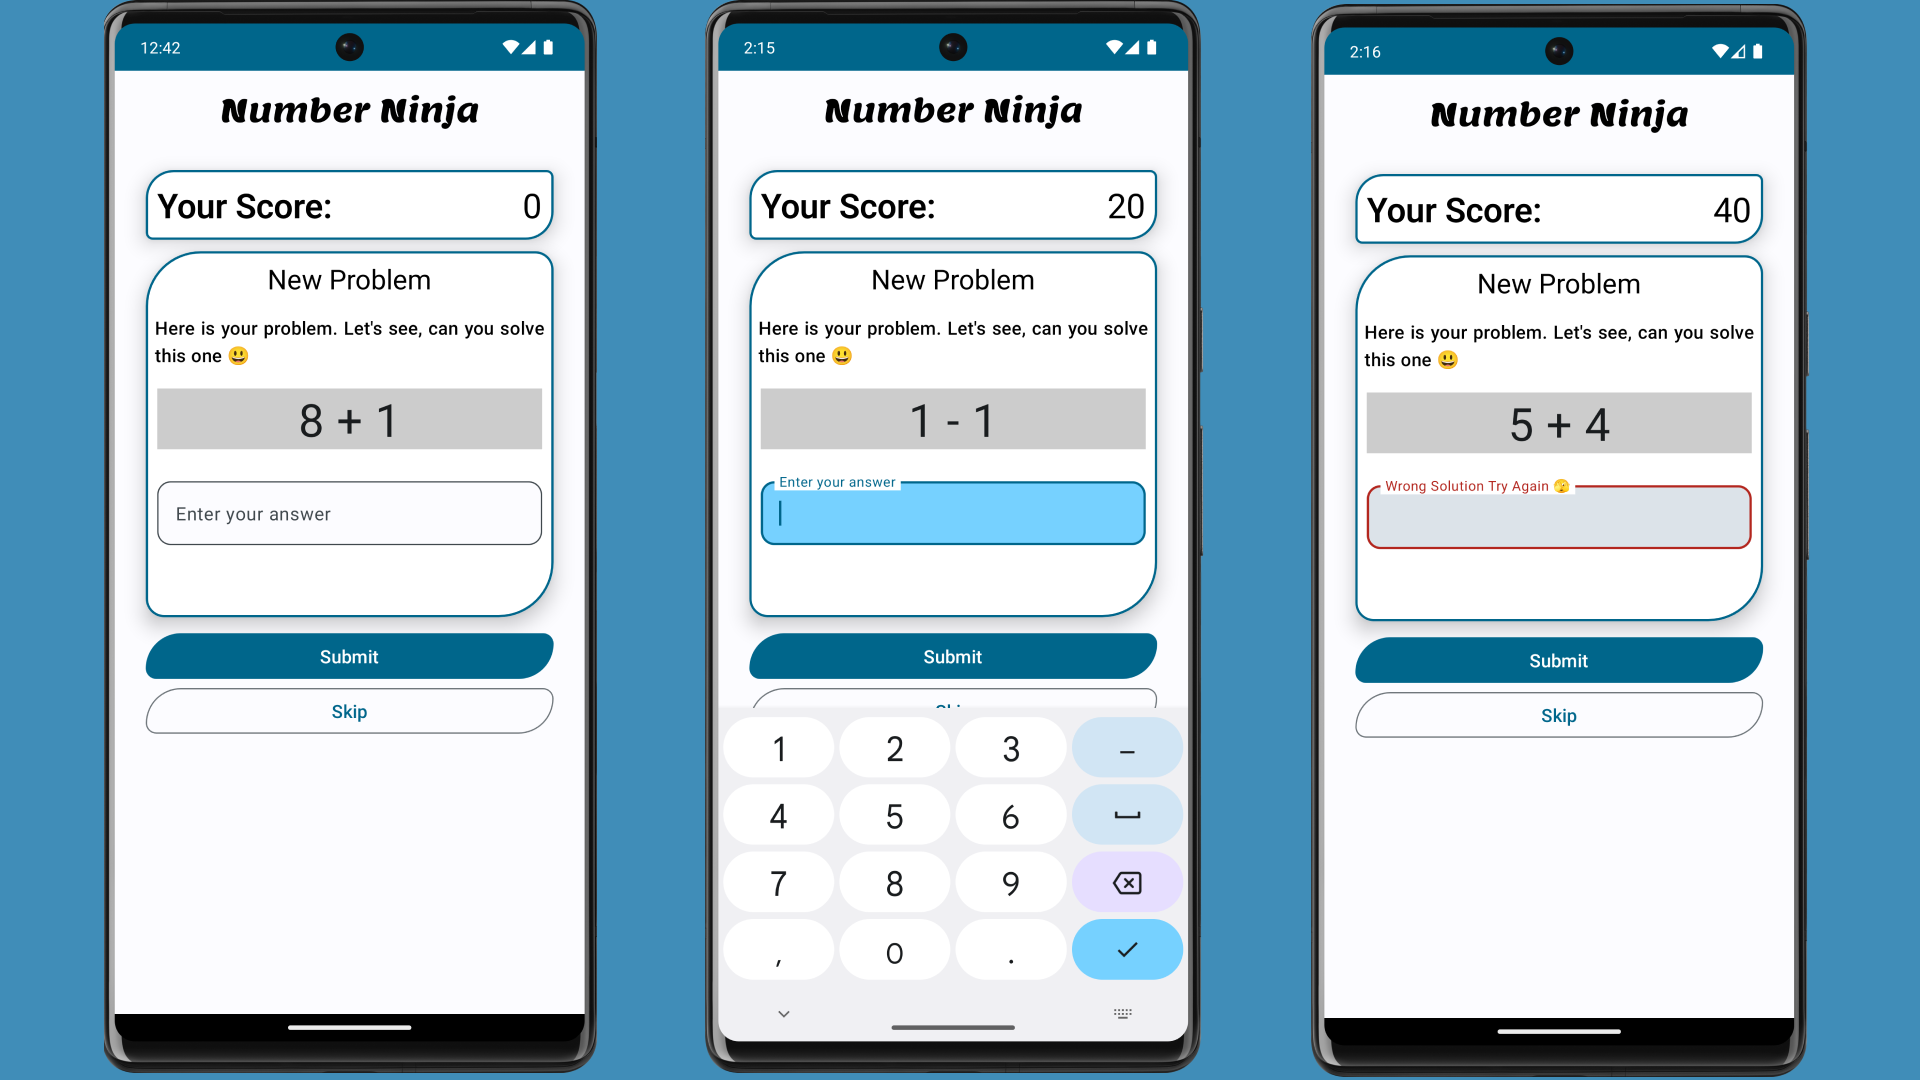 12:42
Number Ninja
Your Score: 0
New Problem
Here is your problem. Let's see, can you solve
this one 😃
8 + 1
Enter your answer
Submit
Skip
2:15
Number Ninja
Your Score: 20
New Problem
Here is your problem. Let's see, can you solve
this one 😃
1 - 1
Enter your answer
Submit
Skip
1 2 3 –
4 5 6
7 8 9
, 0 .
2:16
Number Ninja
Your Score: 40
New Problem
Here is your problem. Let's see, can you solve
this one 😃
5 + 4
Wrong Solution Try Again 🫣
Submit
Skip